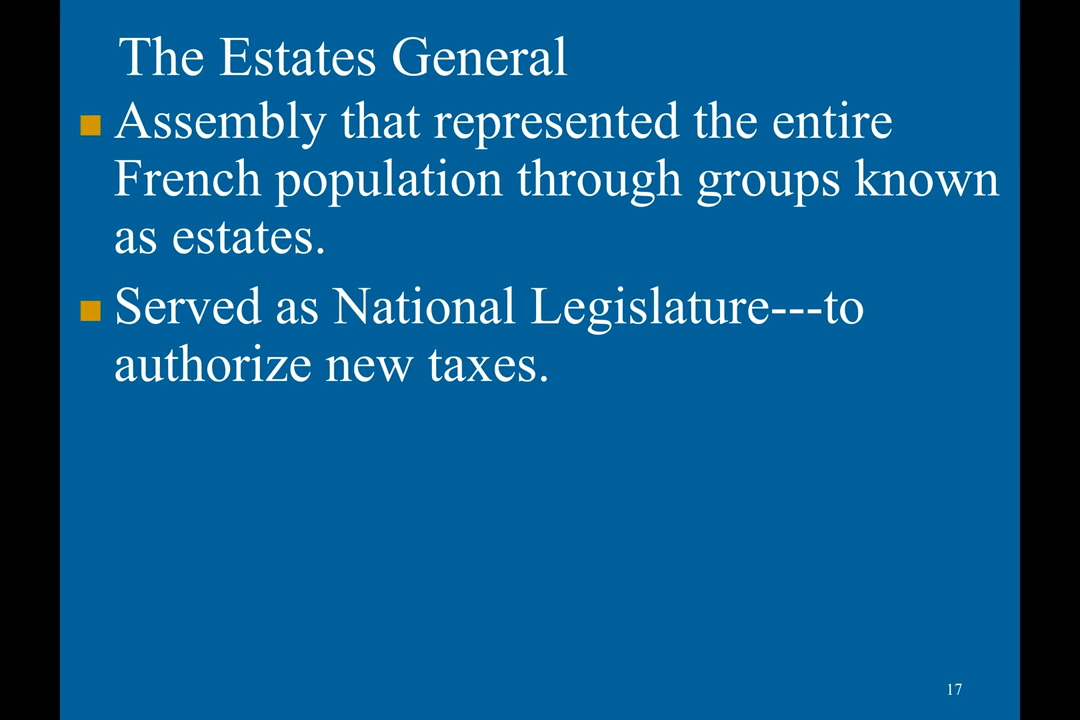 The Estates General
Assembly that represented the entire
French population through groups known
as estates.
Served as National Legislature---to
authorize new taxes.
17